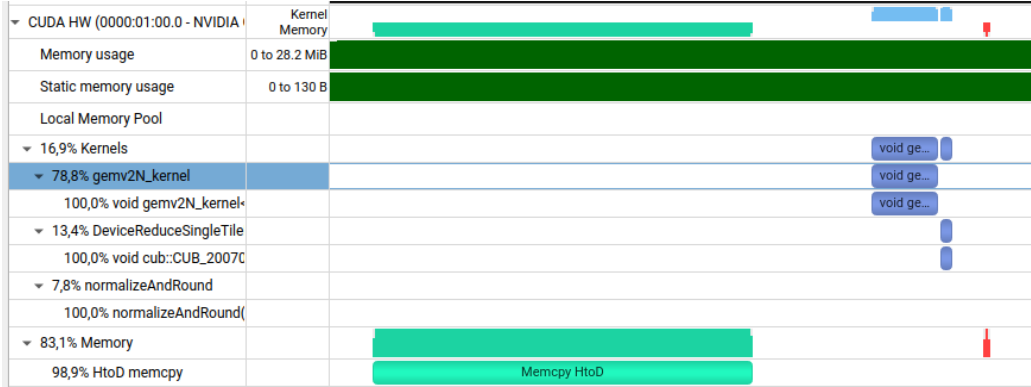 CUDA HW (0000:01:00.0 - NVIDIA Kernel
Memory
Memory usage 0 to 28.2 MiB
Static memory usage 0 to 130 B
Local Memory Pool
16,9% Kernels void ge...
78,8% gemv2N_kernel void ge...
100,0% void gemv2N_kernel< void ge...
13,4% DeviceReduceSingleTile
100,0% void cub::CUB_20070
7,8% normalizeAndRound
100,0% normalizeAndRound(
83,1% Memory
98,9% HtoD memcpy Memcpy HtoD